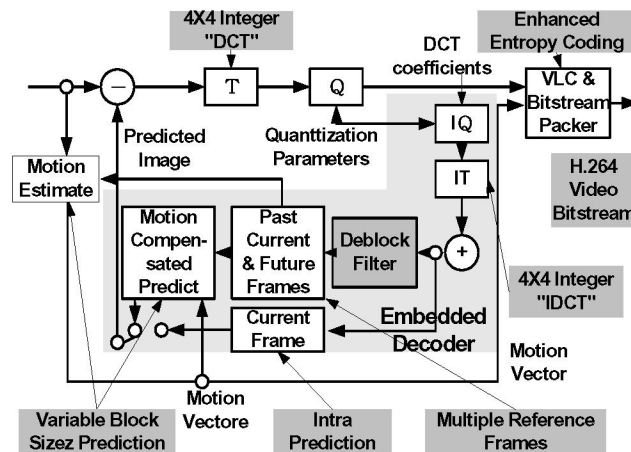 4X4 Integer
"DCT"
Enhanced
Entropy Coding
DCT
coefficients
−
T
Q
VLC &
Bitstream
Packer
Predicted
Image
Quanttization
Parameters
IQ
Motion
Estimate
IT
H.264
Video
Bitstream
Motion
Compen-
sated
Predict
Past
Current
& Future
Frames
Deblock
Filter
+
4X4 Integer
"IDCT"
Current
Frame
Embedded
Decoder
Motion
Vector
Variable Block
Sizez Prediction
Motion
Vectore
Intra
Prediction
Multiple Reference
Frames